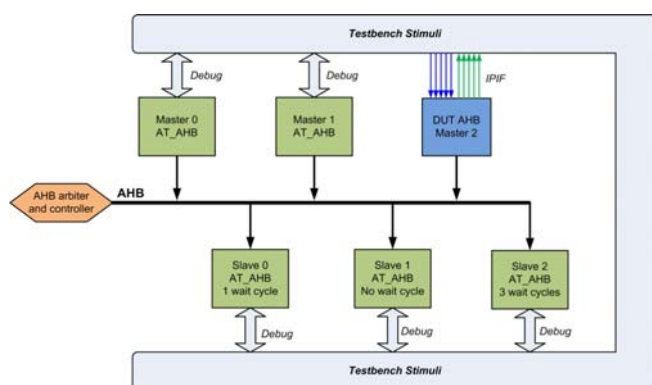 Testbench Stimuli
Debug
Debug
IPIF
Master 0
AT_AHB
Master 1
AT_AHB
DUT AHB
Master 2
AHB arbiter
and controller
AHB
Slave 0
AT_AHB
1 wait cycle
Slave 1
AT_AHB
No wait cycle
Slave 2
AT_AHB
3 wait cycles
Debug
Debug
Debug
Testbench Stimuli